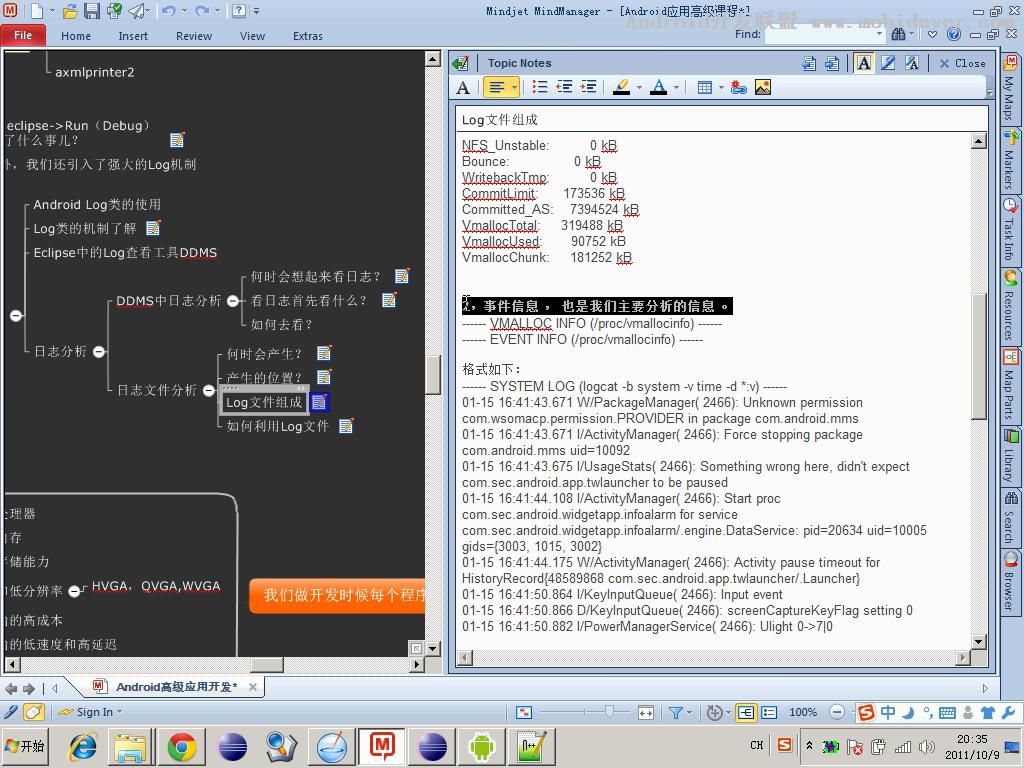 Mindjet MindManager - [Android应用高级课程*]
Android开发联盟 www.mobidever.com
File
Home
Insert
Review
View
Extras
Find:
axmlprinter2
eclipse->Run（Debug）
了什么事儿？
，我们还引入了强大的Log机制
Android Log类的使用
Log类的机制了解
Eclipse中的Log查看工具DDMS
何时会想起来看日志？
DDMS中日志分析
看日志首先看什么？
如何去看？
日志分析
何时会产生？
产生的位置？
日志文件分析
Log文件组成
如何利用Log文件
处理器
内存
存储能力
低分辨率
HVGA，QVGA,WVGA
我们做开发时候每个程序
的高成本
的低速度和高延迟
Topic Notes
Close
Log文件组成
NFS_Unstable: 0 kB
Bounce: 0 kB
WritebackTmp: 0 kB
CommitLimit: 173536 kB
Committed_AS: 7394524 kB
VmallocTotal: 319488 kB
VmallocUsed: 90752 kB
VmallocChunk: 181252 kB
，事件信息 ，也是我们主要分析的信息 。
------ VMALLOC INFO (/proc/vmallocinfo) ------
------ EVENT INFO (/proc/vmallocinfo) ------
格式如下：
------ SYSTEM LOG (logcat -b system -v time -d *:v) ------
01-15 16:41:43.671 W/PackageManager( 2466): Unknown permission
com.wsomacp.permission.PROVIDER in package com.android.mms
01-15 16:41:43.671 I/ActivityManager( 2466): Force stopping package
com.android.mms uid=10092
01-15 16:41:43.675 I/UsageStats( 2466): Something wrong here, didn't expect
com.sec.android.app.twlauncher to be paused
01-15 16:41:44.108 I/ActivityManager( 2466): Start proc
com.sec.android.widgetapp.infoalarm for service
com.sec.android.widgetapp.infoalarm/.engine.DataService: pid=20634 uid=10005
gids={3003, 1015, 3002}
01-15 16:41:44.175 W/ActivityManager( 2466): Activity pause timeout for
HistoryRecord{48589868 com.sec.android.app.twlauncher/.Launcher}
01-15 16:41:50.864 I/KeyInputQueue( 2466): Input event
01-15 16:41:50.866 D/KeyInputQueue( 2466): screenCaptureKeyFlag setting 0
01-15 16:41:50.882 I/PowerManagerService( 2466): Ulight 0->7|0
My Maps
Markers
Task Info
Resources
Map Parts
Library
Search
Browser
Android高级应用开发*
Sign In
100%
中
开始
CH
20:35
2011/10/9